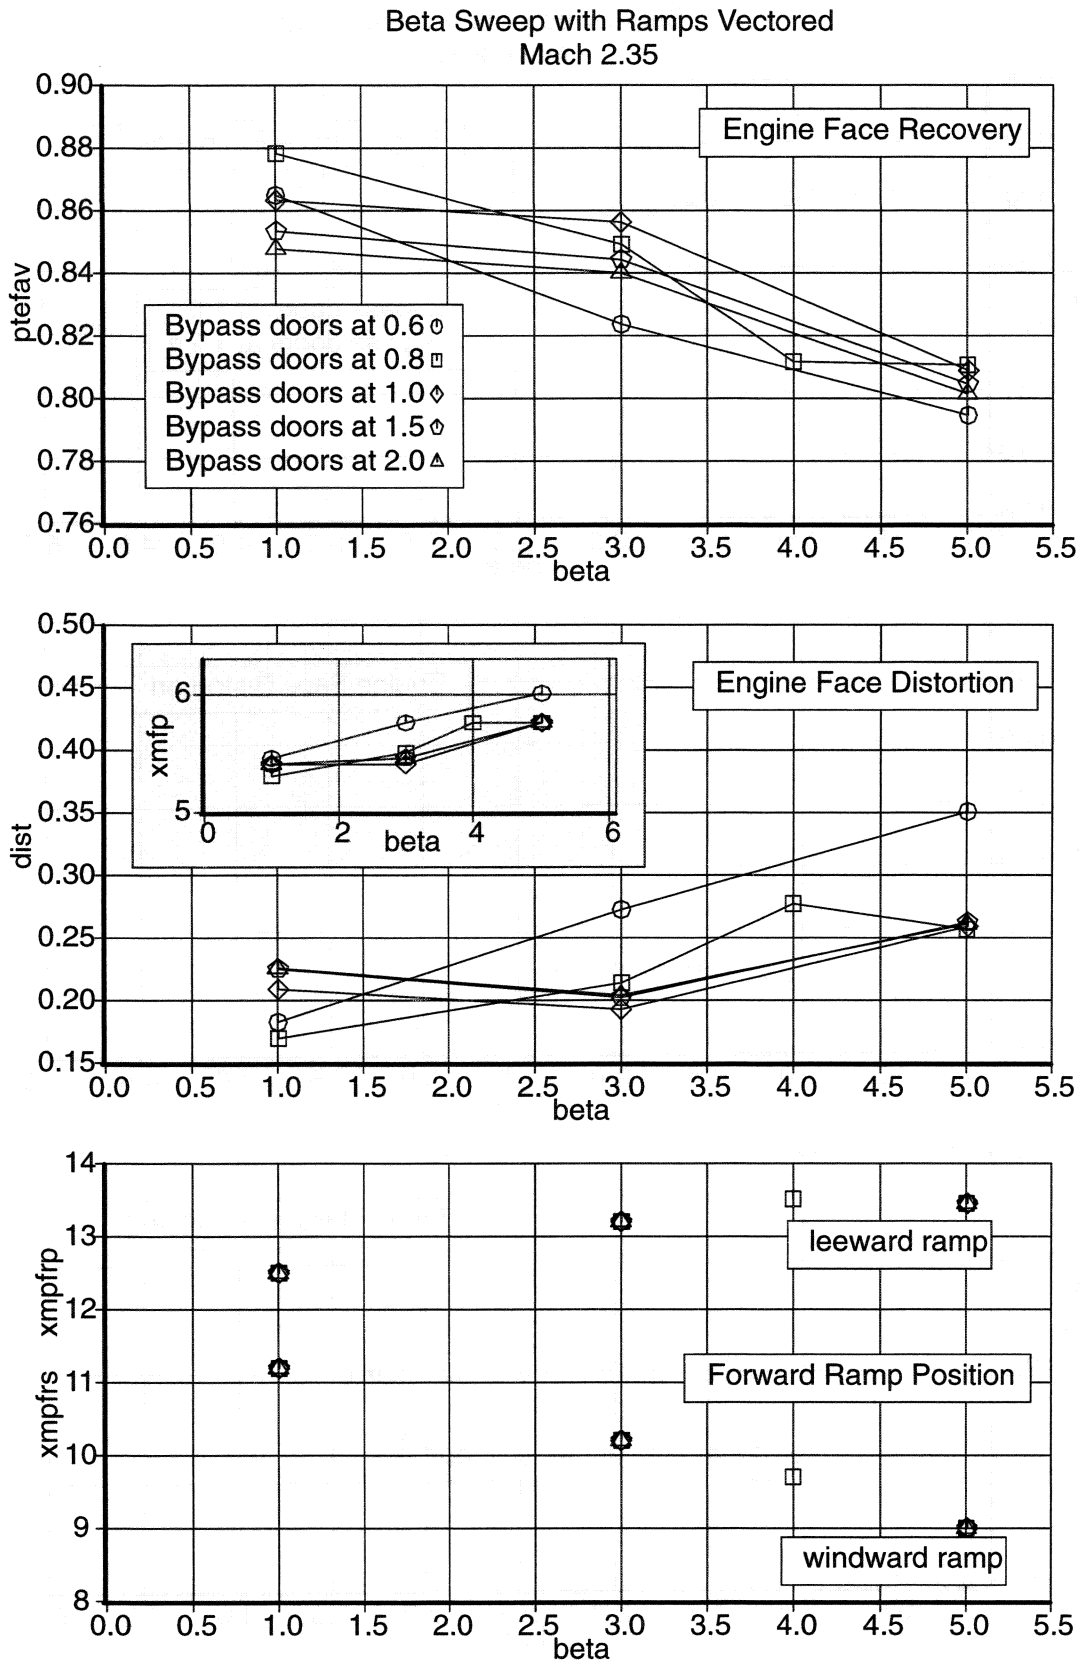 Beta Sweep with Ramps Vectored
Mach 2.35
0.90
0.88
0.86
0.84
0.82
0.80
0.78
0.76
ptefav
Engine Face Recovery
Bypass doors at 0.6
Bypass doors at 0.8
Bypass doors at 1.0
Bypass doors at 1.5
Bypass doors at 2.0
0.0 0.5 1.0 1.5 2.0 2.5 3.0 3.5 4.0 4.5 5.0 5.5
beta
0.50
0.45
0.40
0.35
0.30
0.25
0.20
0.15
dist
Engine Face Distortion
6
5
xmfp
0 2 4 6
beta
0.0 0.5 1.0 1.5 2.0 2.5 3.0 3.5 4.0 4.5 5.0 5.5
beta
14
13
12
11
10
9
8
xmpfrs xmpfrp
leeward ramp
Forward Ramp Position
windward ramp
0.0 0.5 1.0 1.5 2.0 2.5 3.0 3.5 4.0 4.5 5.0 5.5
beta